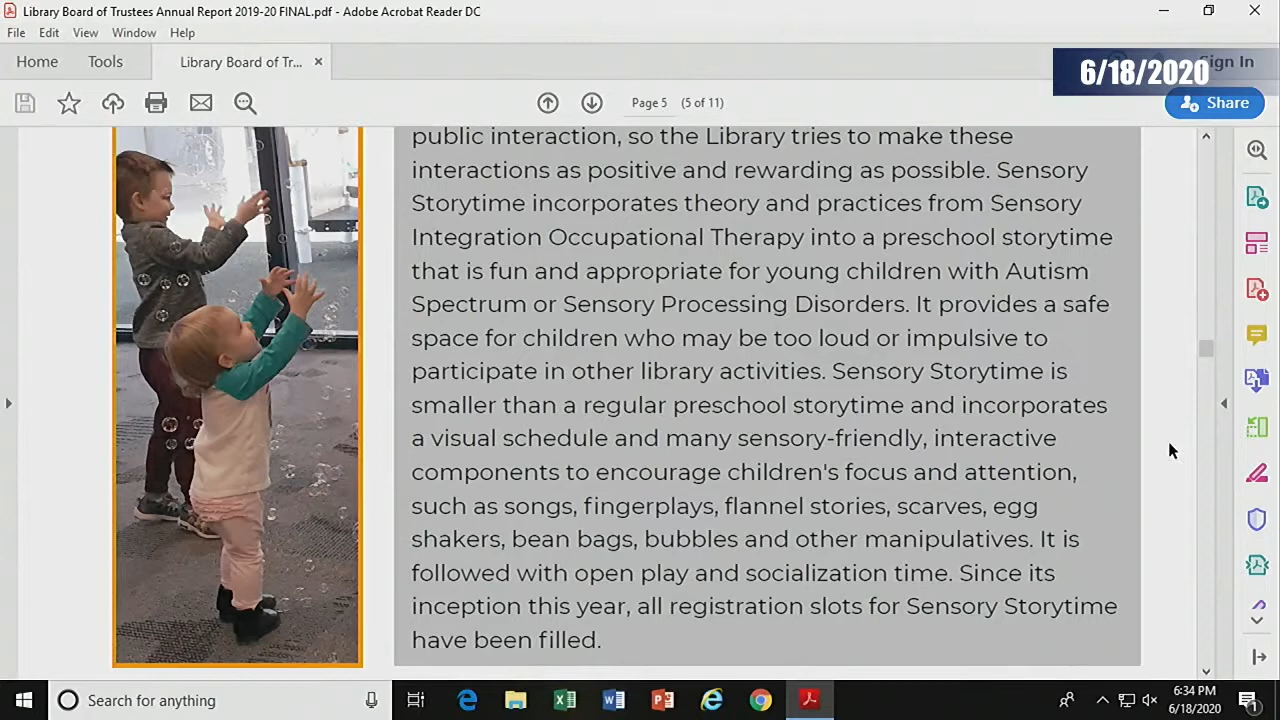 Library Board of Trustees Annual Report 2019-20 FINAL.pdf - Adobe Acrobat Reader DC
File Edit View Window Help
Home Tools Library Board of Tr... ×
6/18/2020
Sign In
Page 5 (5 of 11)
Share
public interaction, so the Library tries to make these
interactions as positive and rewarding as possible. Sensory
Storytime incorporates theory and practices from Sensory
Integration Occupational Therapy into a preschool storytime
that is fun and appropriate for young children with Autism
Spectrum or Sensory Processing Disorders. It provides a safe
space for children who may be too loud or impulsive to
participate in other library activities. Sensory Storytime is
smaller than a regular preschool storytime and incorporates
a visual schedule and many sensory-friendly, interactive
components to encourage children's focus and attention,
such as songs, fingerplays, flannel stories, scarves, egg
shakers, bean bags, bubbles and other manipulatives. It is
followed with open play and socialization time. Since its
inception this year, all registration slots for Sensory Storytime
have been filled.
Search for anything
6:34 PM
6/18/2020
1